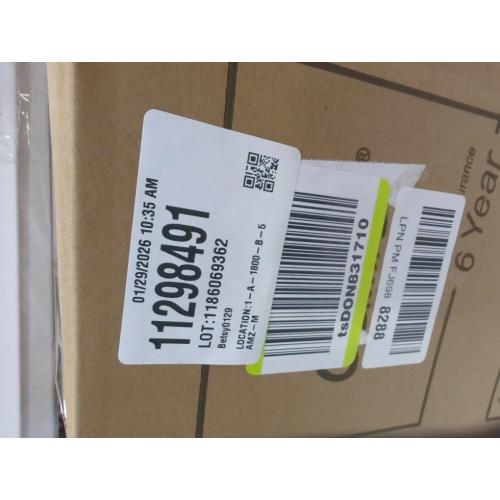 01/29/2026 10:35 AM
11298491
LOT:1186069362
Betsy0129
LOCATION:1-A-1800-B-5
AMZ-M
tsDON831710
LPN PM FJ698
8288
6 Year
urance
®